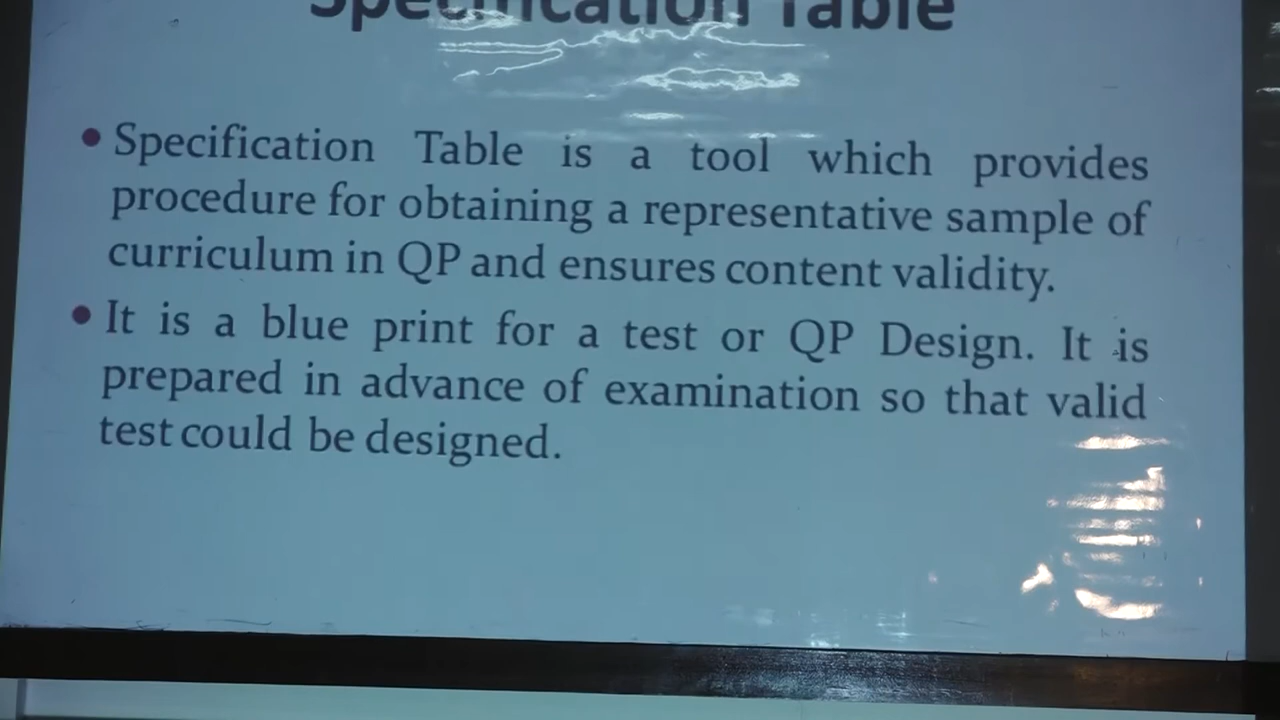 Specification Table
• Specification Table is a tool which provides
procedure for obtaining a representative sample of
curriculum in QP and ensures content validity.
• It is a blue print for a test or QP Design. It is
prepared in advance of examination so that valid
test could be designed.